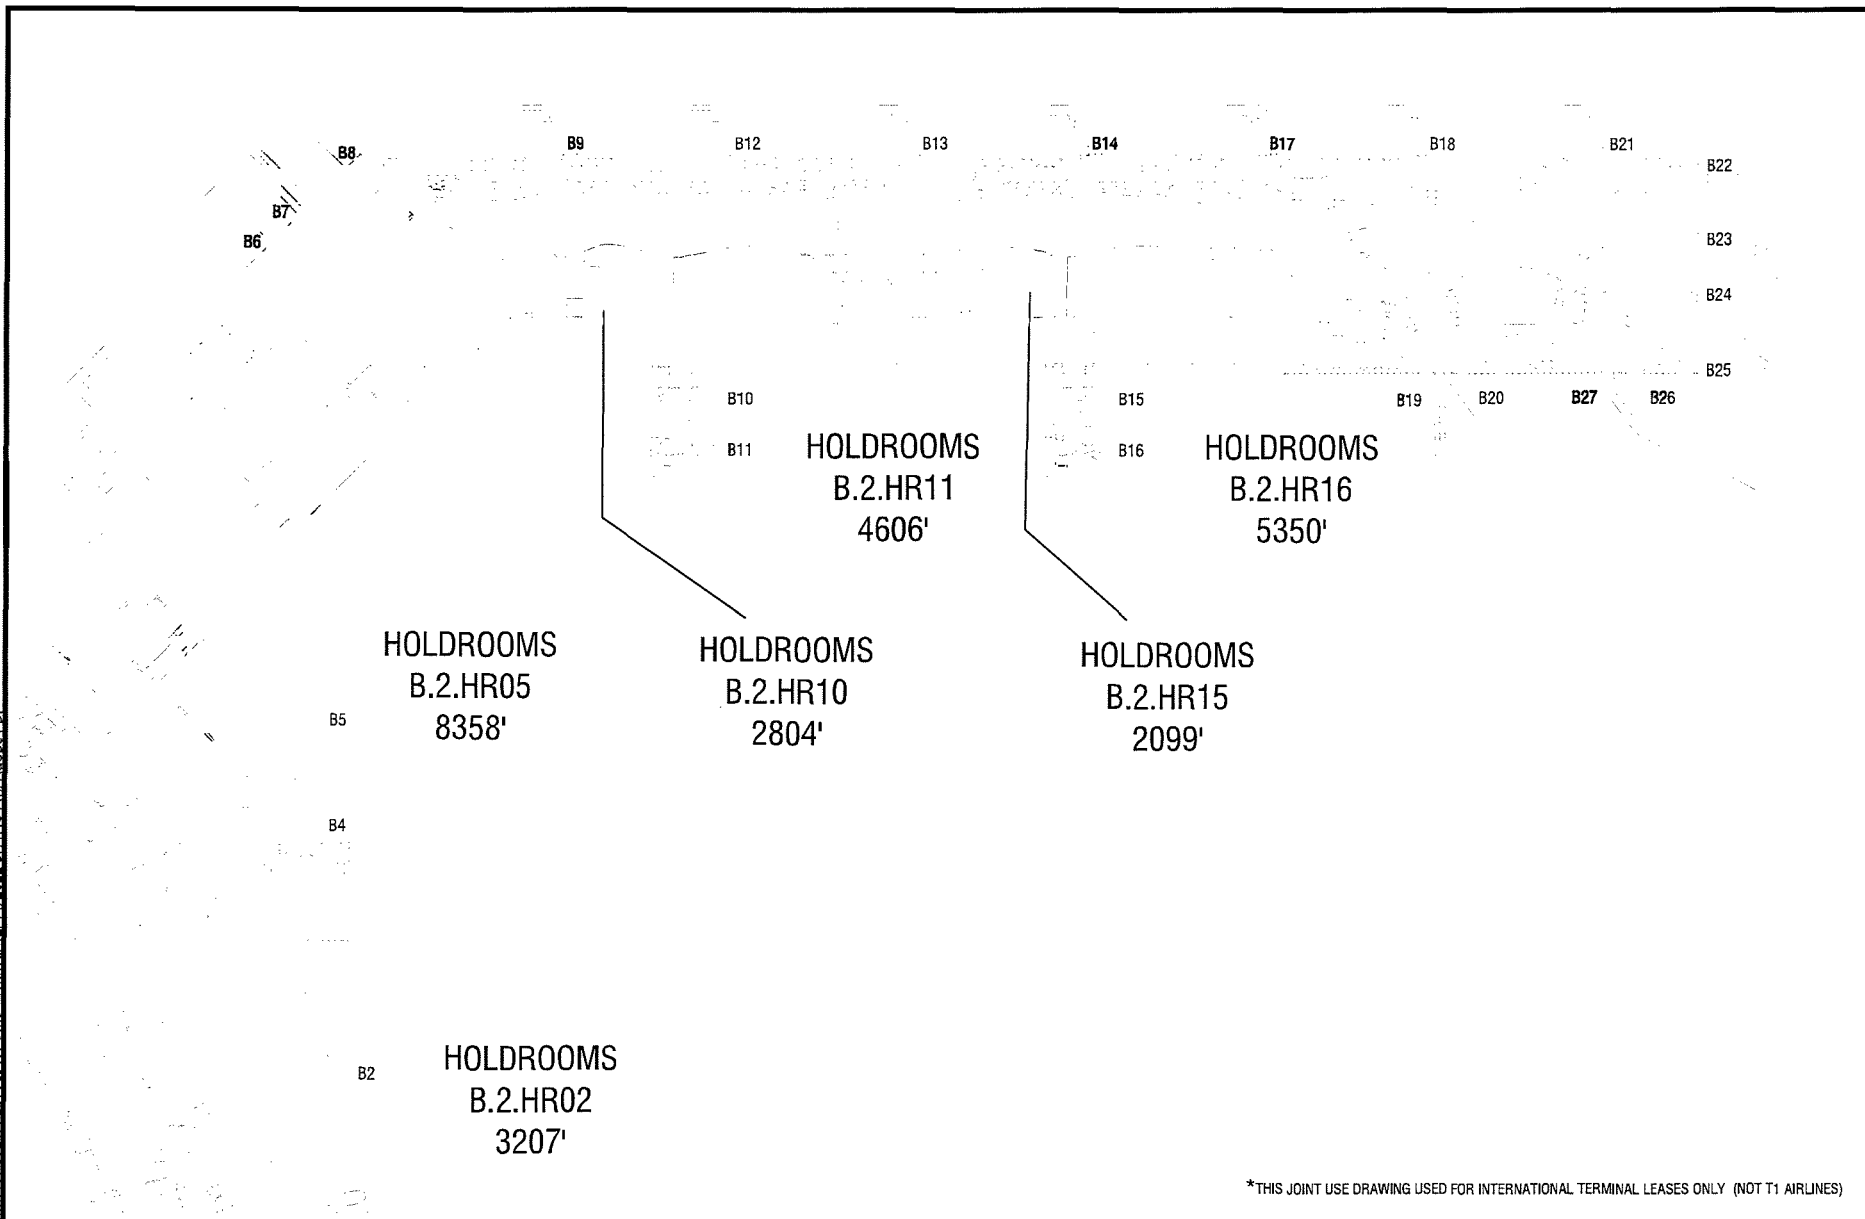 B8
B9
B12
B13
B14
B17
B18
B21
B22
B7
B6
B23
B24
B25
B10
B15
B19
B20
B27
B26
B11
B16
HOLDROOMS
B.2.HR11
4606'
HOLDROOMS
B.2.HR16
5350'
HOLDROOMS
B.2.HR05
8358'
HOLDROOMS
B.2.HR10
2804'
HOLDROOMS
B.2.HR15
2099'
B5
B4
B2
HOLDROOMS
B.2.HR02
3207'
*THIS JOINT USE DRAWING USED FOR INTERNATIONAL TERMINAL LEASES ONLY (NOT T1 AIRLINES)